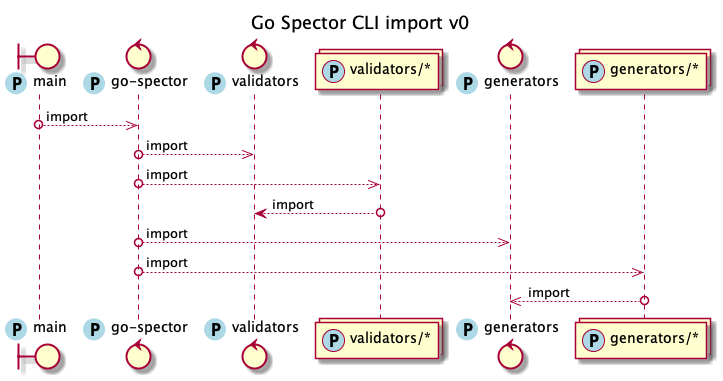 Go Spector CLI import v0
P main P go-spector P validators P validators/* P generators P generators/*
import
import
import
import
import
import
import
P main P go-spector P validators P validators/* P generators P generators/*